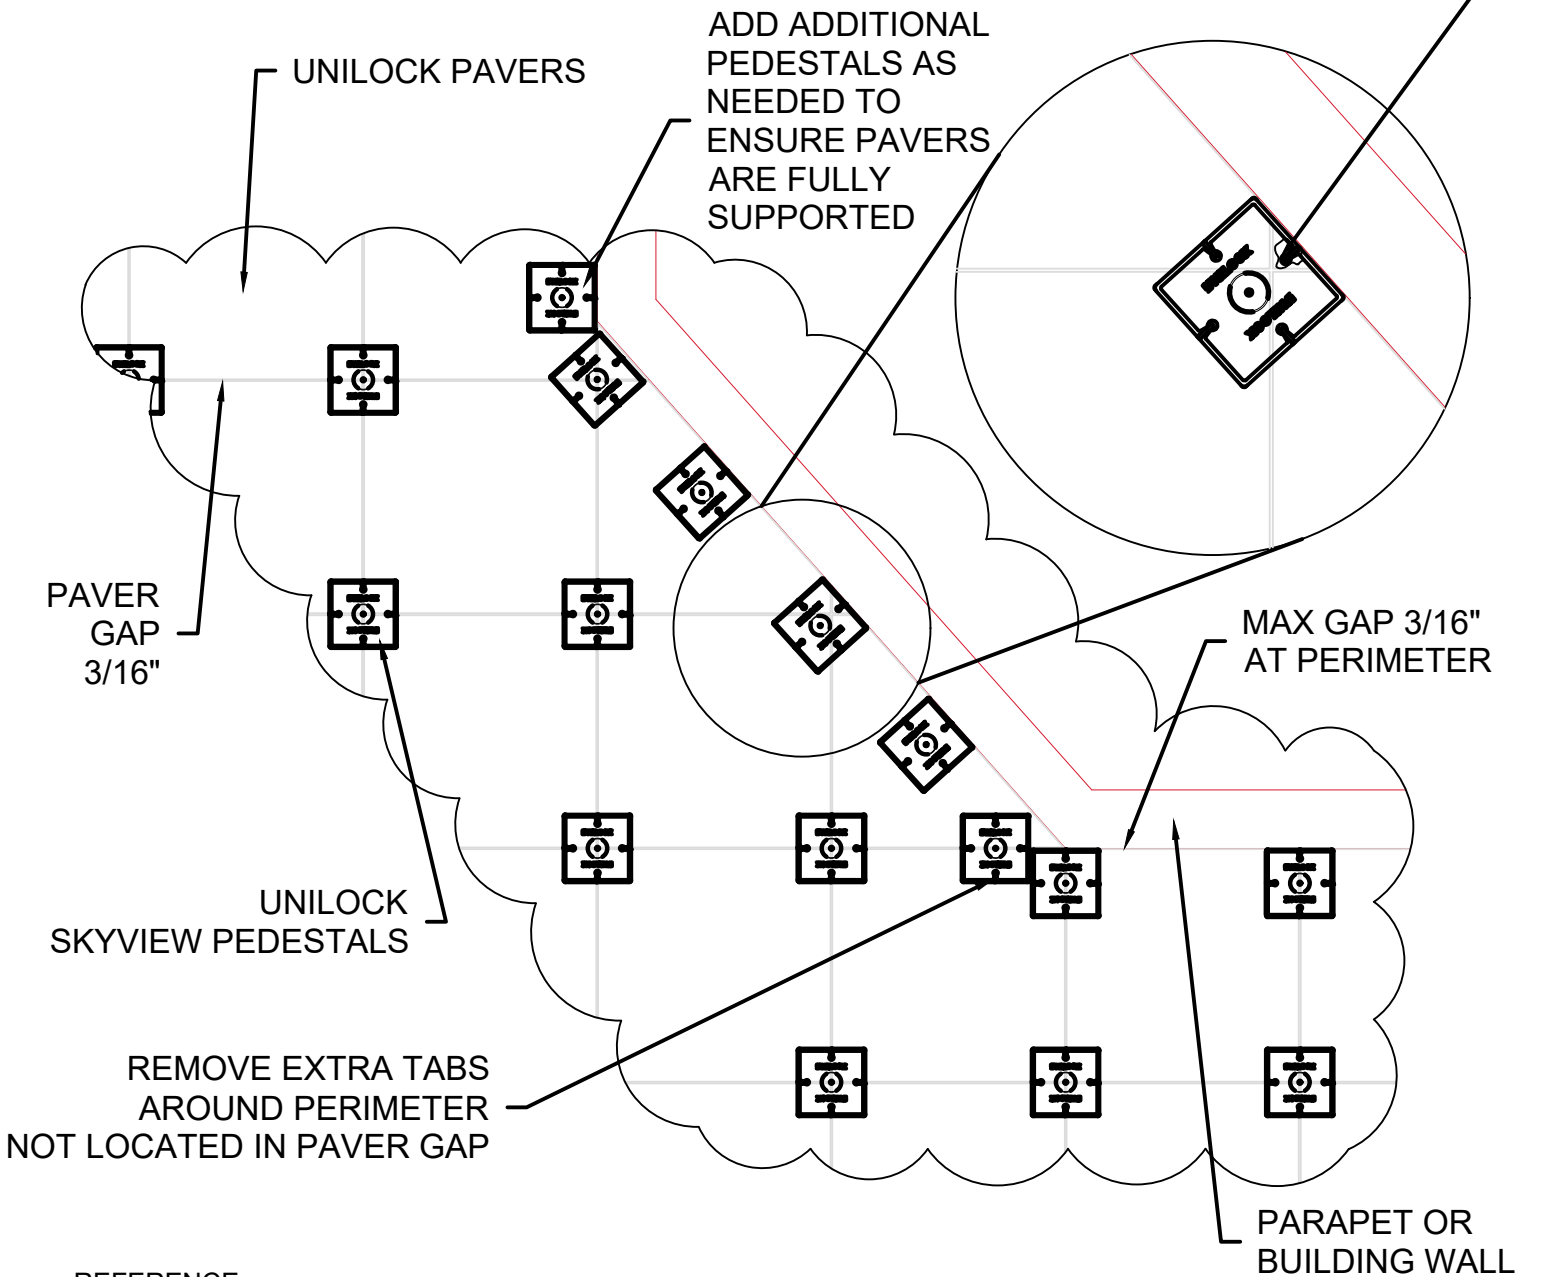 ADD ADDITIONAL
PEDESTALS AS
NEEDED TO
ENSURE PAVERS
ARE FULLY
SUPPORTED
UNILOCK PAVERS
PAVER
GAP
3/16"
MAX GAP 3/16"
AT PERIMETER
UNILOCK
SKYVIEW PEDESTALS
REMOVE EXTRA TABS
AROUND PERIMETER
NOT LOCATED IN PAVER GAP
PARAPET OR
BUILDING WALL
REFERENCE